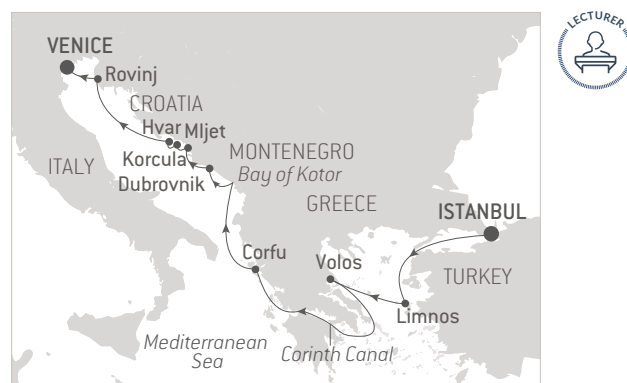 LECTURER
VENICE
Rovinj
CROATIA
Hvar
Mljet
Korcula
MONTENEGRO
ITALY
Dubrovnik
Bay of Kotor
GREECE
ISTANBUL
Corfu
Volos
TURKEY
Limnos
Mediterranean
Sea
Corinth Canal